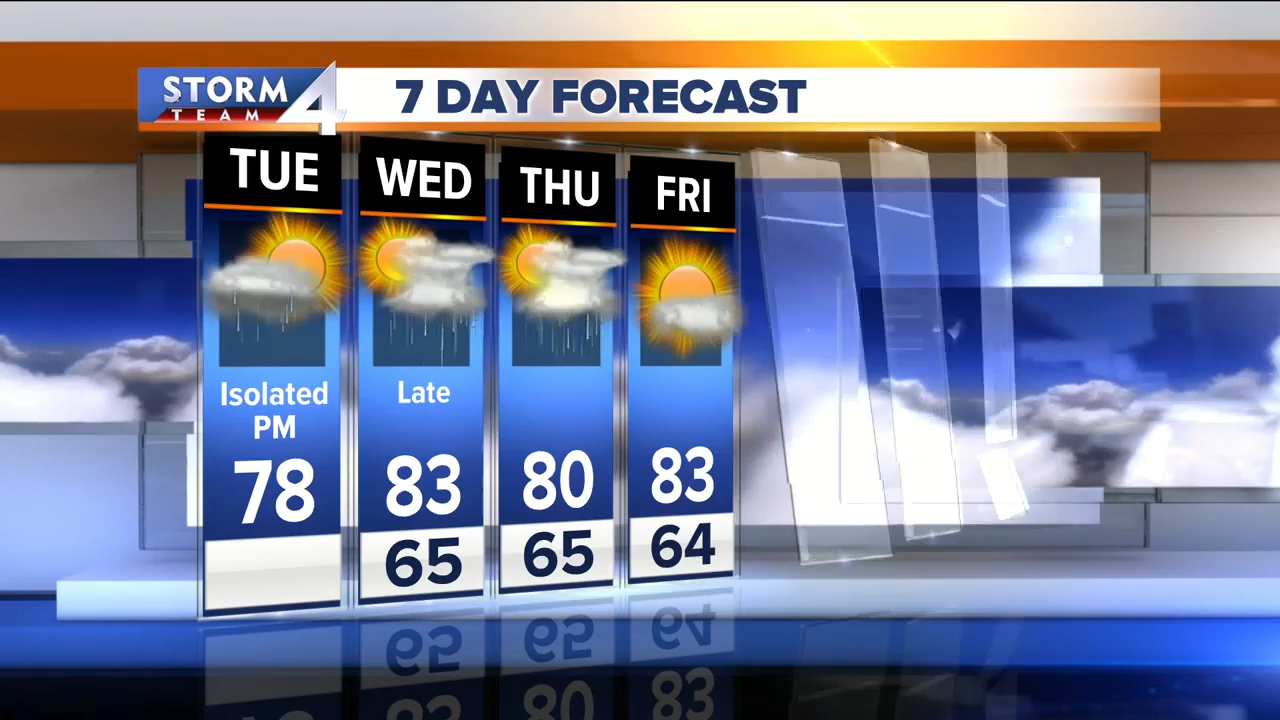 STORM
TEAM 4
7 DAY FORECAST
TUE
WED
THU
FRI
Isolated
PM
Late
78
83
80
83
65
65
64